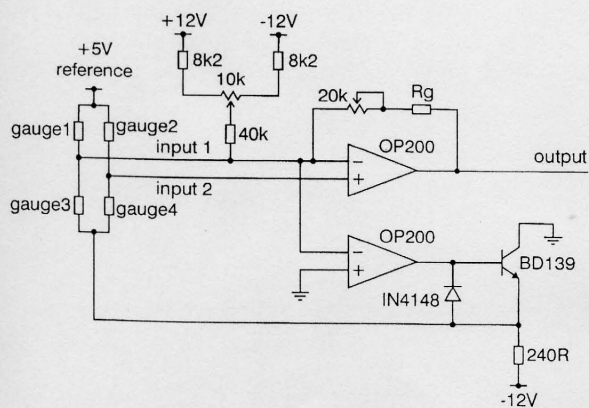 +12V
-12V
8k2
8k2
+5V
reference
10k
20k
Rg
gauge1
gauge2
40k
OP200
input 1
output
input 2
gauge3
gauge4
OP200
BD139
IN4148
240R
-12V